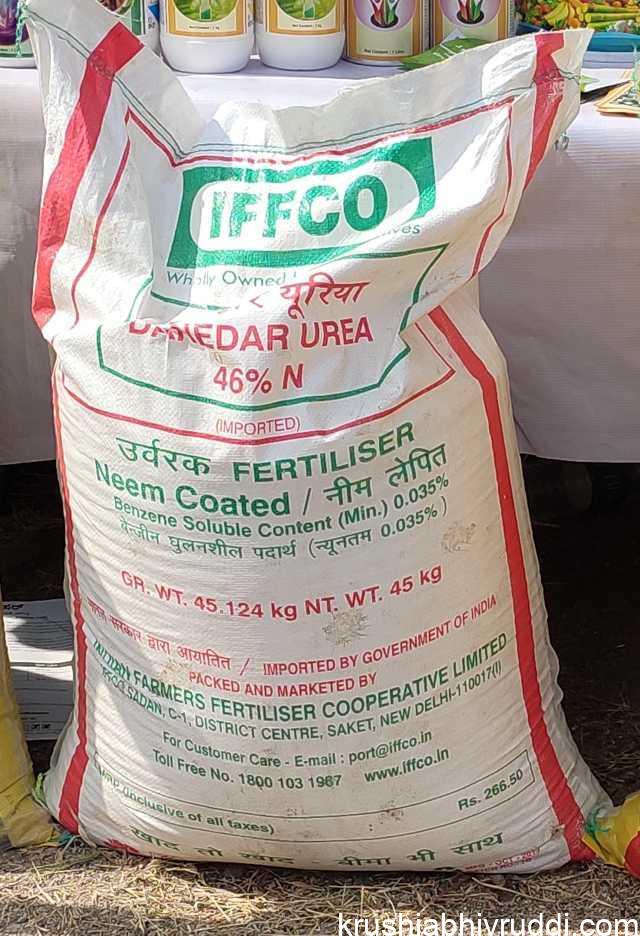 IFFCO
Wholly Owned
यूरिया
UREA
46% N
(IMPORTED)
उर्वरक FERTILISER
Neem Coated / नीम लेपित
Benzene Soluble Content (Min.) 0.035%
बेन्जीन घुलनशील पदार्थ (न्यूनतम 0.035%)
GR. WT. 45.124 kg NT. WT. 45 kg
भारत सरकार द्वारा आयातित / IMPORTED BY GOVERNMENT OF INDIA
PACKED AND MARKETED BY
INDIAN FARMERS FERTILISER COOPERATIVE LIMITED
SADAN, C-1, DISTRICT CENTRE, SAKET, NEW DELHI-110017(I)
For Customer Care - E-mail : port@iffco.in
Toll Free No. 1800 103 1967 www.iffco.in
(Inclusive of all taxes) Rs. 266.50
खाद तो खाद बीमा भी साथ
krushiabhivruddi.com